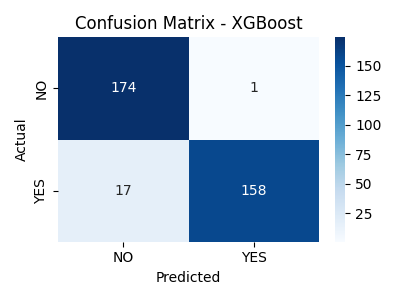 Confusion Matrix - XGBoost
Actual
NO
174
1
YES
17
158
NO
YES
Predicted
150
125
100
75
50
25